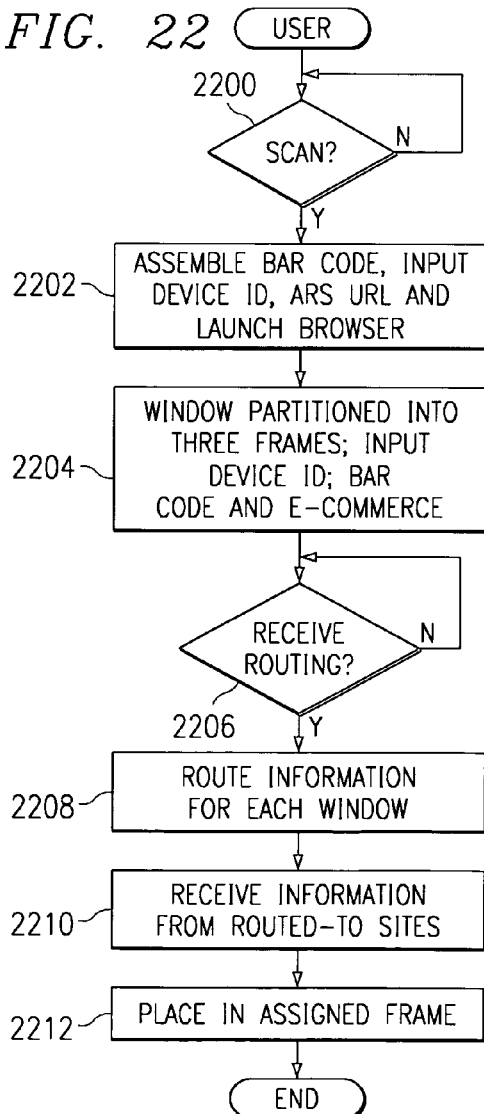 FIG. 22
USER
2200
SCAN?
N
Y
2202
ASSEMBLE BAR CODE, INPUT
DEVICE ID, ARS URL AND
LAUNCH BROWSER
2204
WINDOW PARTITIONED INTO
THREE FRAMES; INPUT
DEVICE ID; BAR
CODE AND E-COMMERCE
RECEIVE
ROUTING?
N
2206
Y
2208
ROUTE INFORMATION
FOR EACH WINDOW
2210
RECEIVE INFORMATION
FROM ROUTED-TO SITES
2212
PLACE IN ASSIGNED FRAME
END